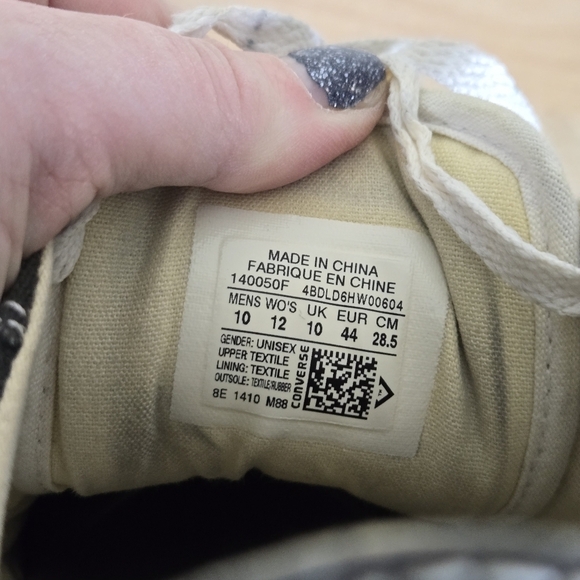 MADE IN CHINA
FABRIQUE EN CHINE
140050F 4BDLD6HW00604
MENS WO'S UK EUR CM
10 12 10 44 28.5
GENDER: UNISEX
UPPER: TEXTILE
LINING: TEXTILE
OUTSOLE: TEXTILE/RUBBER
8E 1410 M88
CONVERSE